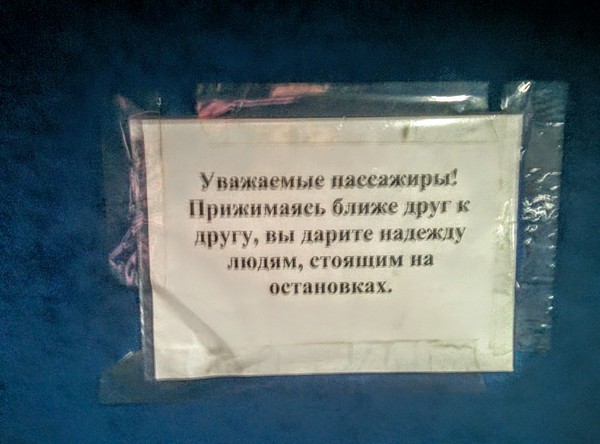 Уважаемые пассажиры!
Прижимаясь ближе друг к
другу, вы дарите надежду
людям, стоящим на
остановках.